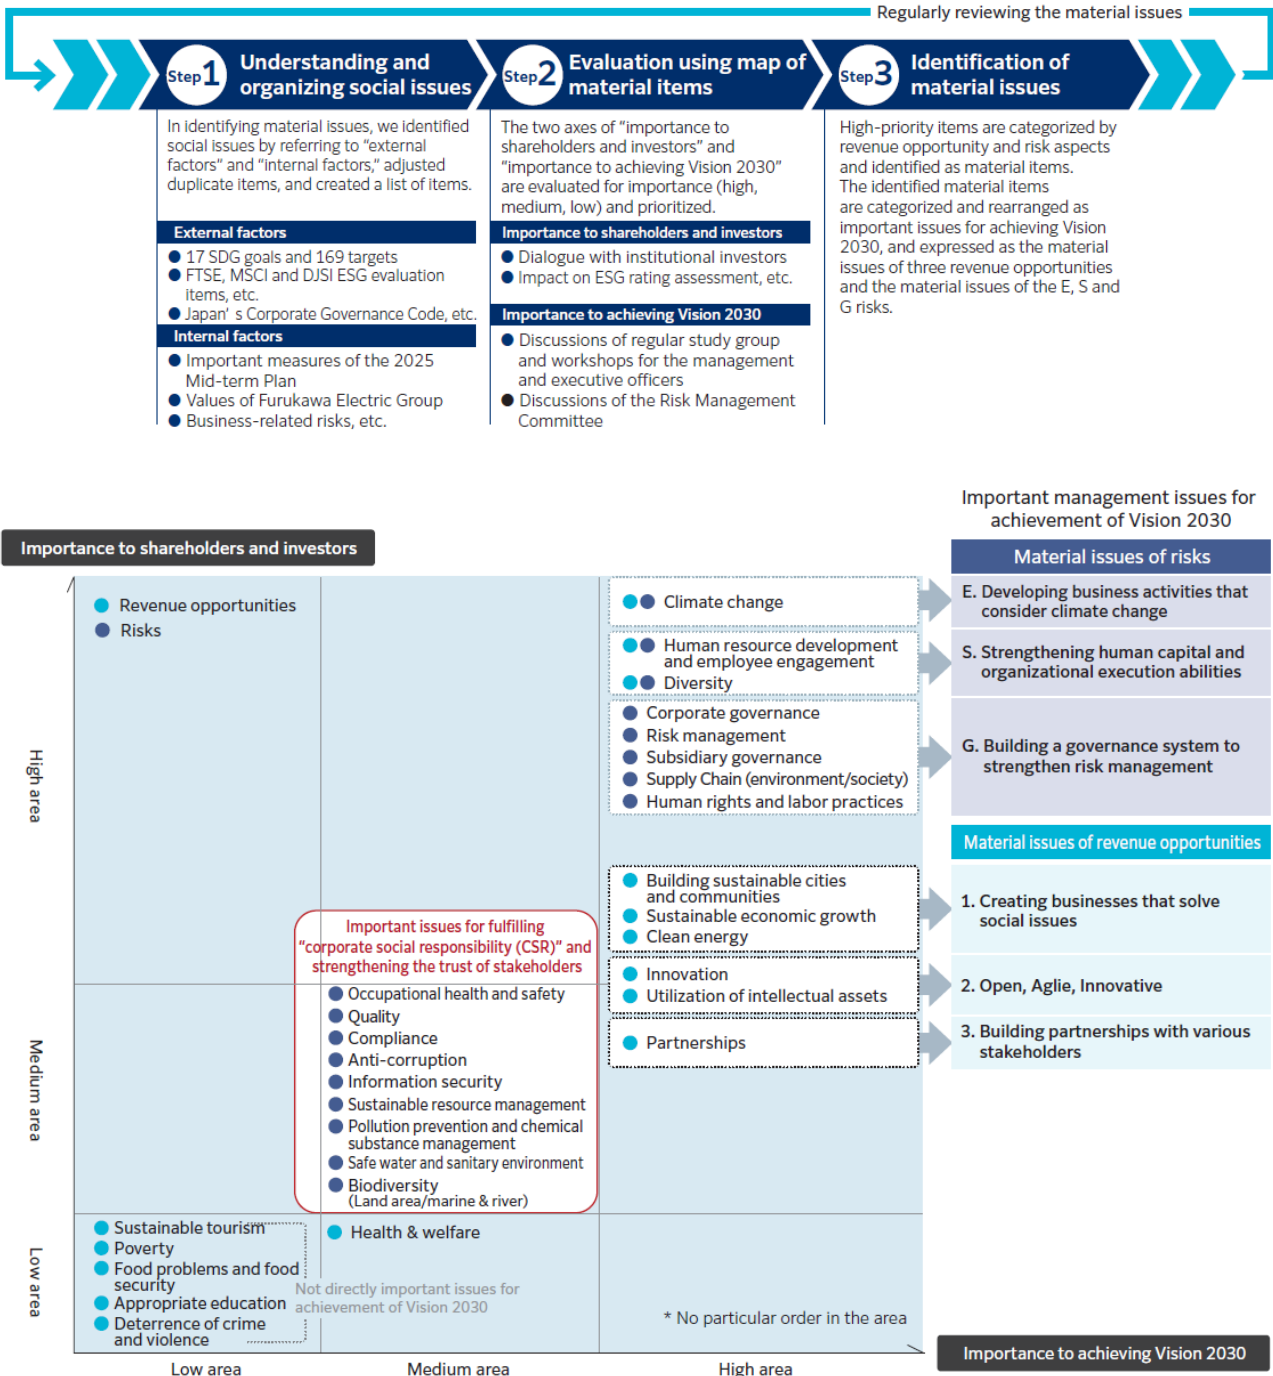 Regularly reviewing the material issues
Step1
Understanding and
organizing social issues
In identifying material issues, we identified
social issues by referring to “external
factors” and “internal factors,” adjusted
duplicate items, and created a list of items.
External factors
● 17 SDG goals and 169 targets
● FTSE, MSCI and DJSI ESG evaluation
items, etc.
● Japan’ s Corporate Governance Code, etc.
Internal factors
● Important measures of the 2025
Mid-term Plan
● Values of Furukawa Electric Group
● Business-related risks, etc.
Step2
Evaluation using map of
material items
The two axes of “importance to
shareholders and investors” and
“importance to achieving Vision 2030”
are evaluated for importance (high,
medium, low) and prioritized.
Importance to shareholders and investors
● Dialogue with institutional investors
● Impact on ESG rating assessment, etc.
Importance to achieving Vision 2030
● Discussions of regular study group
and workshops for the management
and executive officers
● Discussions of the Risk Management
Committee
Step3
Identification of
material issues
High-priority items are categorized by
revenue opportunity and risk aspects
and identified as material items.
The identified material items
are categorized and rearranged as
important issues for achieving Vision
2030, and expressed as the material
issues of three revenue opportunities
and the material issues of the E, S and
G risks.
Importance to shareholders and investors
Important management issues for
achievement of Vision 2030
Revenue opportunities
Risks
High area
Medium area
Low area
Climate change
Human resource development
and employee engagement
Diversity
Corporate governance
Risk management
Subsidiary governance
Supply Chain (environment/society)
Human rights and labor practices
Building sustainable cities
and communities
Sustainable economic growth
Clean energy
Innovation
Utilization of intellectual assets
Partnerships
Material issues of risks
E. Developing business activities that
consider climate change
S. Strengthening human capital and
organizational execution abilities
G. Building a governance system to
strengthen risk management
Material issues of revenue opportunities
1. Creating businesses that solve
social issues
2. Open, Aglie, Innovative
3. Building partnerships with various
stakeholders
Important issues for fulfilling
“corporate social responsibility (CSR)” and
strengthening the trust of stakeholders
Occupational health and safety
Quality
Compliance
Anti-corruption
Information security
Sustainable resource management
Pollution prevention and chemical
substance management
Safe water and sanitary environment
Biodiversity
(Land area/marine & river)
Sustainable tourism
Poverty
Food problems and food
security
Appropriate education
Deterrence of crime
and violence
Health & welfare
Not directly important issues for
achievement of Vision 2030
* No particular order in the area
Low area
Medium area
High area
Importance to achieving Vision 2030